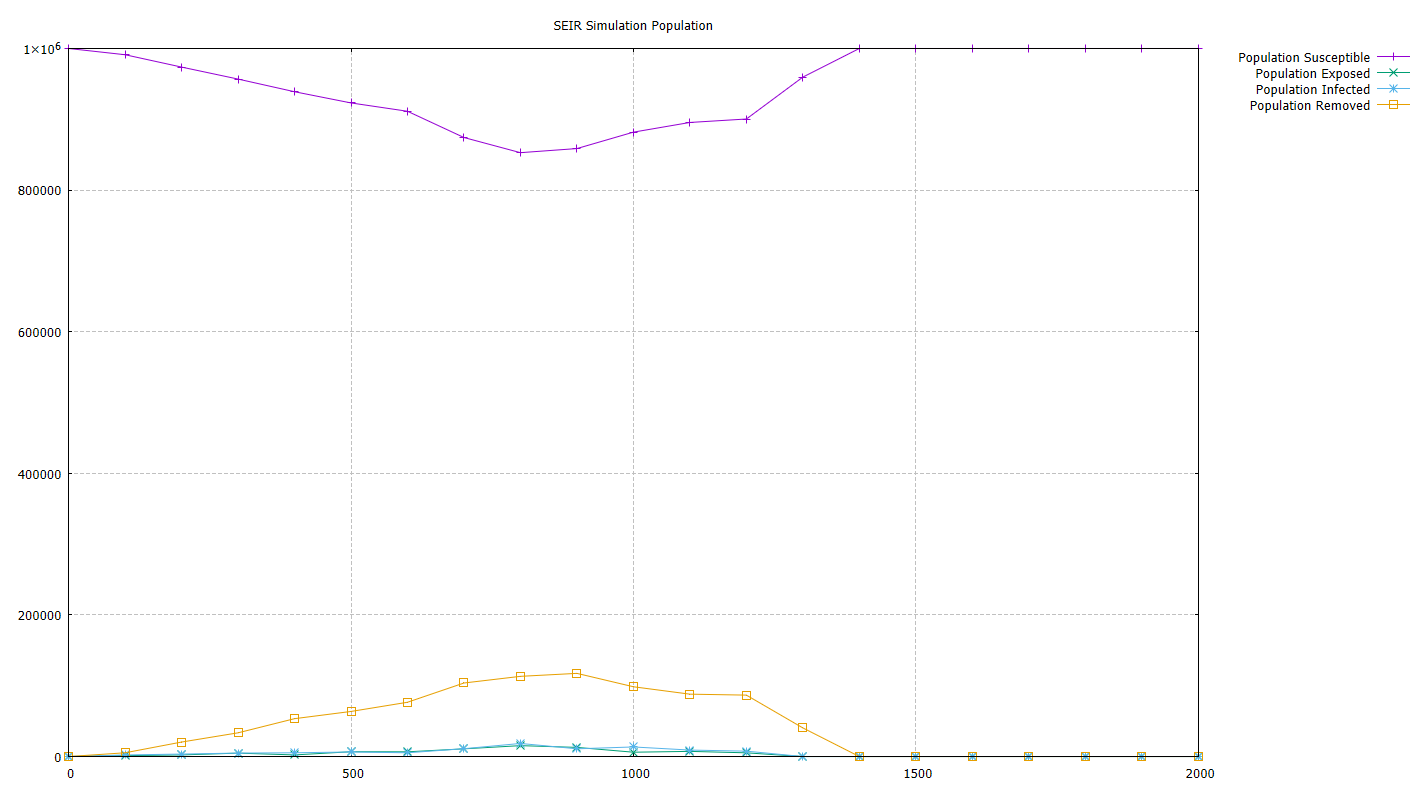 SEIR Simulation Population
1×10⁶
800000
600000
400000
200000
0
0 500 1000 1500 2000
Population Susceptible
Population Exposed
Population Infected
Population Removed